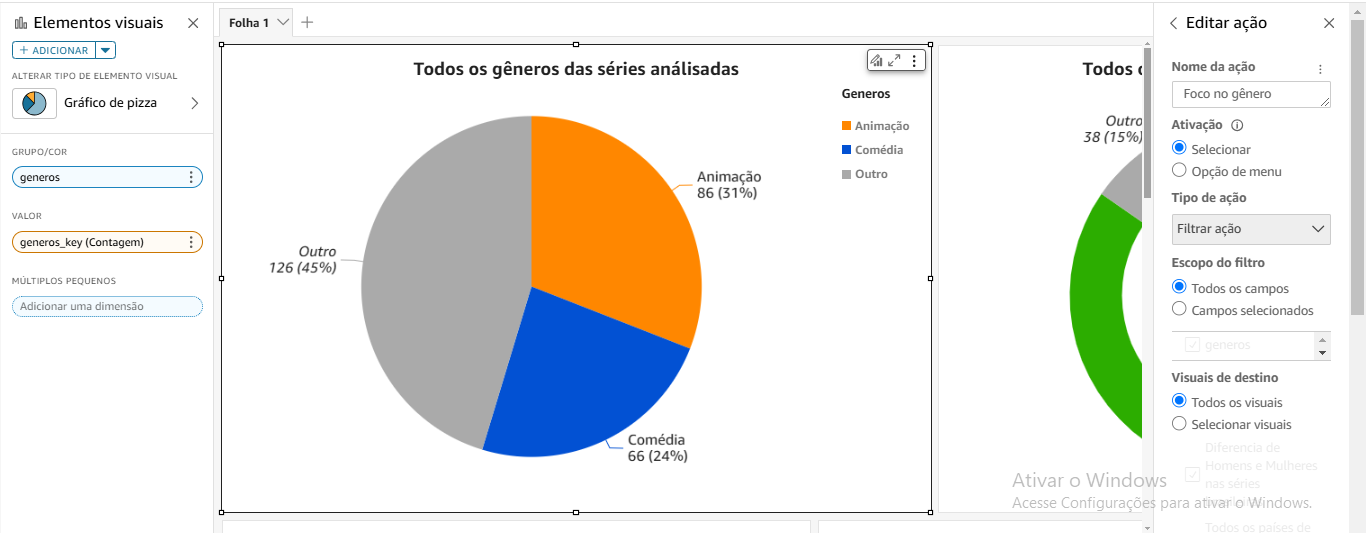 Elementos visuais
ADICIONAR
ALTERAR TIPO DE ELEMENTO VISUAL
Gráfico de pizza
GRUPO/COR
generos
VALOR
generos_key (Contagem)
MÚLTIPLOS PEQUENOS
Adicionar uma dimensão
Folha 1
Todos os gêneros das séries análisadas
Generos
Animação
Comédia
Outro
Animação
86 (31%)
Outro
126 (45%)
Comédia
66 (24%)
Todos
Outro
38 (15%)
Editar ação
Nome da ação
Foco no gênero
Ativação
Selecionar
Opção de menu
Tipo de ação
Filtrar ação
Escopo do filtro
Todos os campos
Campos selecionados
generos
Visuais de destino
Todos os visuais
Selecionar visuais
Diferencia de
Homens e Mulheres
nas séries
Todos os países de
Ativar o Windows
Acesse Configurações para ativar o Windows.